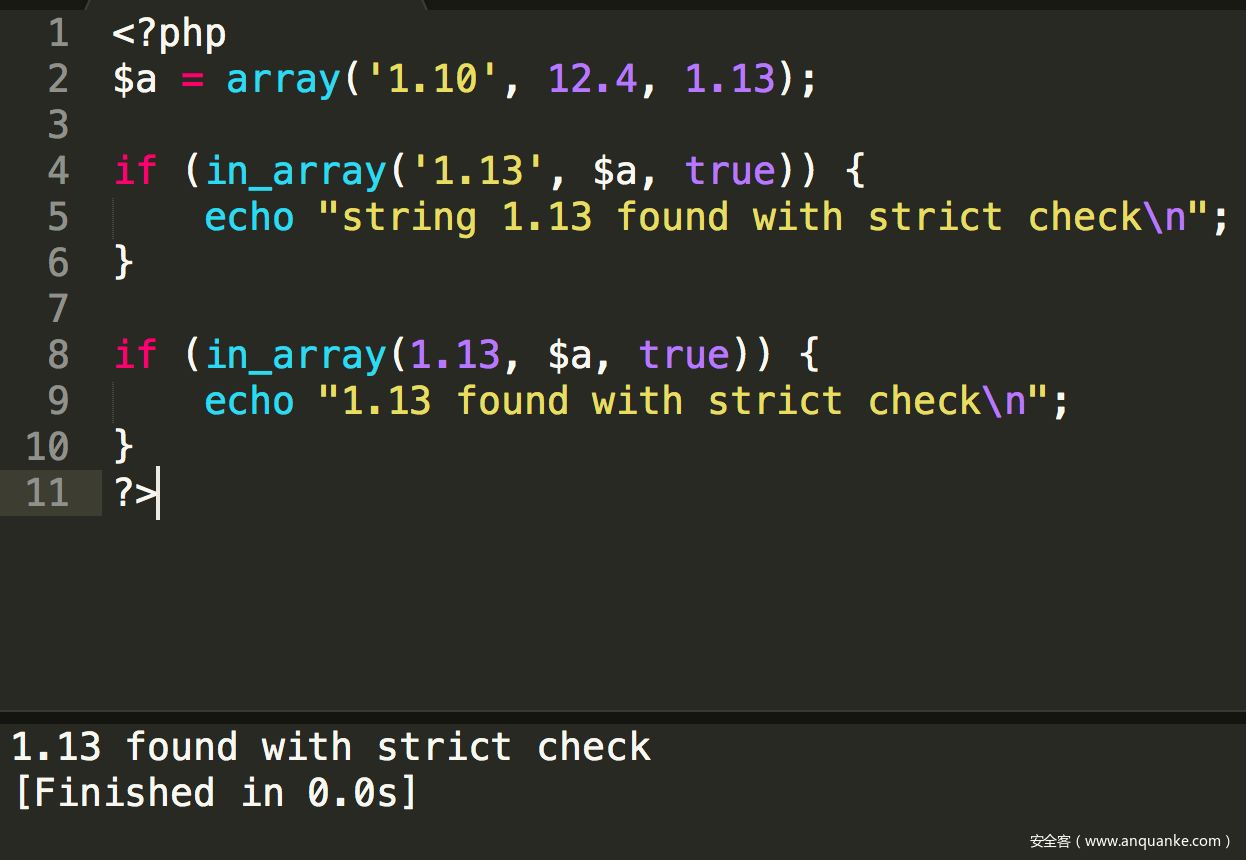 1 <?php
2 $a = array('1.10', 12.4, 1.13);
3
4 if (in_array('1.13', $a, true)) {
5     echo "string 1.13 found with strict check\n";
6 }
7
8 if (in_array(1.13, $a, true)) {
9     echo "1.13 found with strict check\n";
10 }
11 ?>
1.13 found with strict check
[Finished in 0.0s]
安全客（www.anquanke.com）